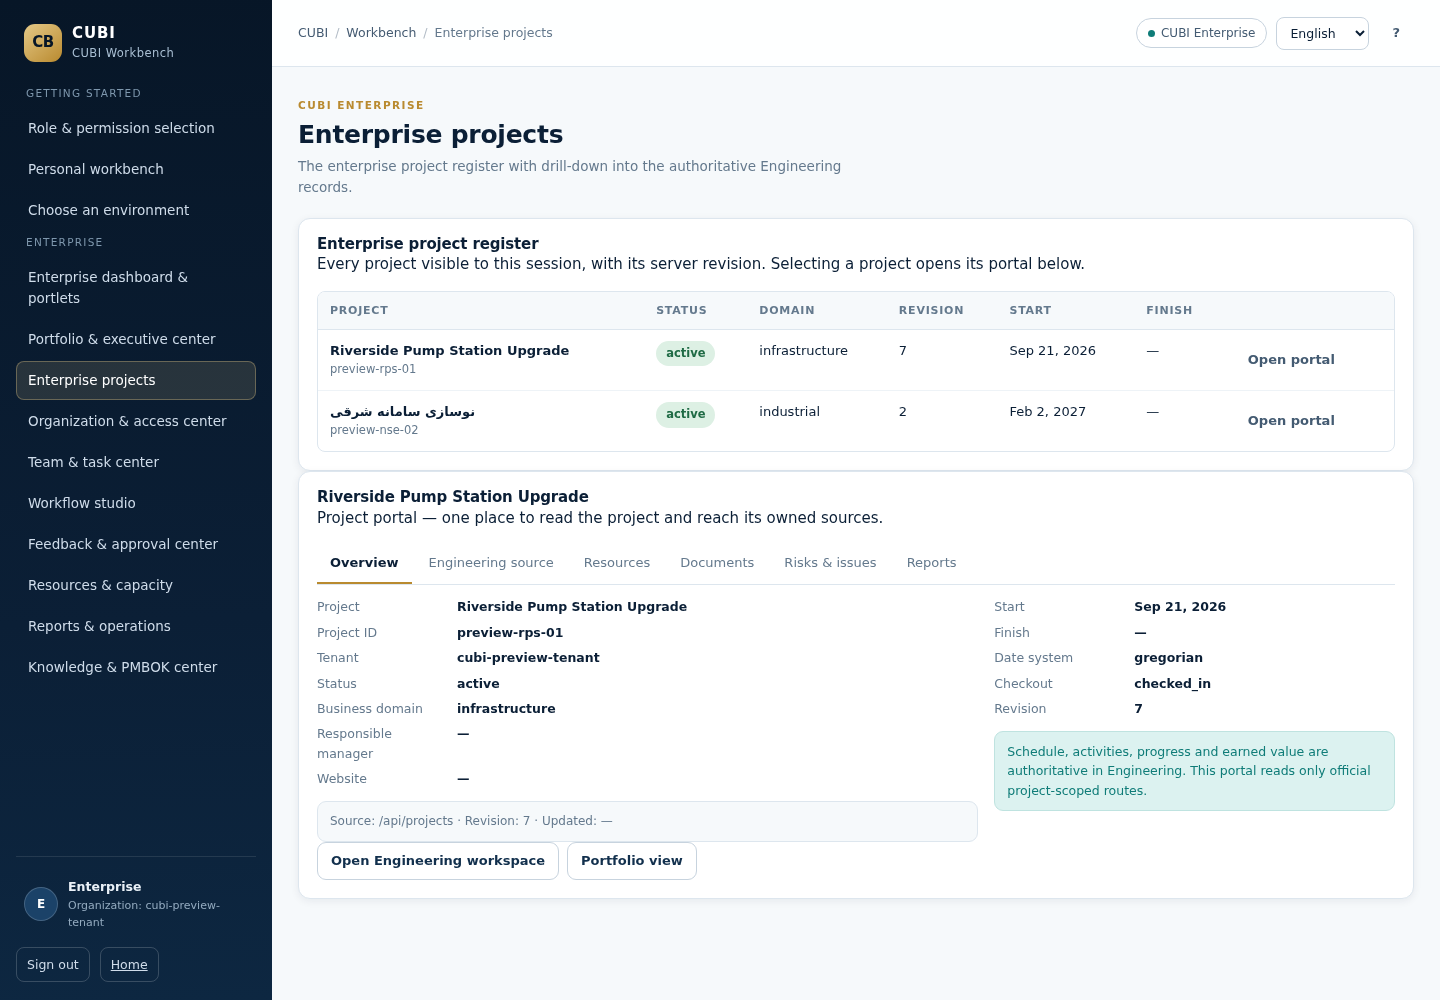 CB
CUBI
CUBI Workbench
GETTING STARTED
Role & permission selection
Personal workbench
Choose an environment
ENTERPRISE
Enterprise dashboard &
portlets
Portfolio & executive center
Enterprise projects
Organization & access center
Team & task center
Workflow studio
Feedback & approval center
Resources & capacity
Reports & operations
Knowledge & PMBOK center
E
Enterprise
Organization: cubi-preview-
tenant
Sign out Home
CUBI / Workbench / Enterprise projects
CUBI Enterprise English ?
CUBI ENTERPRISE
Enterprise projects
The enterprise project register with drill-down into the authoritative Engineering
records.
Enterprise project register
Every project visible to this session, with its server revision. Selecting a project opens its portal below.
PROJECT STATUS DOMAIN REVISION START FINISH
Riverside Pump Station Upgrade active infrastructure 7 Sep 21, 2026 — Open portal
preview-rps-01
نوسازی سامانه شرقی active industrial 2 Feb 2, 2027 — Open portal
preview-nse-02
Riverside Pump Station Upgrade
Project portal — one place to read the project and reach its owned sources.
Overview Engineering source Resources Documents Risks & issues Reports
Project Riverside Pump Station Upgrade
Project ID preview-rps-01
Tenant cubi-preview-tenant
Status active
Business domain infrastructure
Responsible —
manager
Website —
Source: /api/projects · Revision: 7 · Updated: —
Open Engineering workspace Portfolio view
Start Sep 21, 2026
Finish —
Date system gregorian
Checkout checked_in
Revision 7
Schedule, activities, progress and earned value are
authoritative in Engineering. This portal reads only official
project-scoped routes.